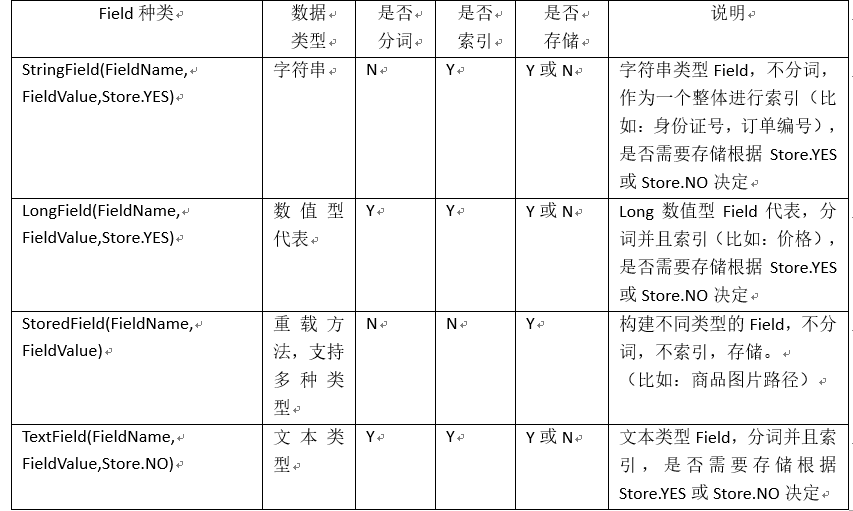 Field 种类
数据
类型
是否
分词
是否
索引
是否
存储
说明
StringField(FieldName,
FieldValue,Store.YES)
字符串
N
Y
Y 或 N
字符串类型 Field，不分词，
作为一个整体进行索引（比
如：身份证号，订单编号），
是否需要存储根据 Store.YES
或 Store.NO 决定
LongField(FieldName,
FieldValue,Store.YES)
数值型
代表
Y
Y
Y 或 N
Long 数值型 Field 代表，分
词并且索引（比如：价格），
是否需要存储根据 Store.YES
或 Store.NO 决定
StoredField(FieldName,
FieldValue)
重载方
法，支持
多种类
型
N
N
Y
构建不同类型的 Field，不分
词，不索引，存储。
（比如：商品图片路径）
TextField(FieldName,
FieldValue,Store.NO)
文本类
型
Y
Y
Y 或 N
文本类型 Field，分词并且索
引，是否需要存储根据
Store.YES 或 Store.NO 决定